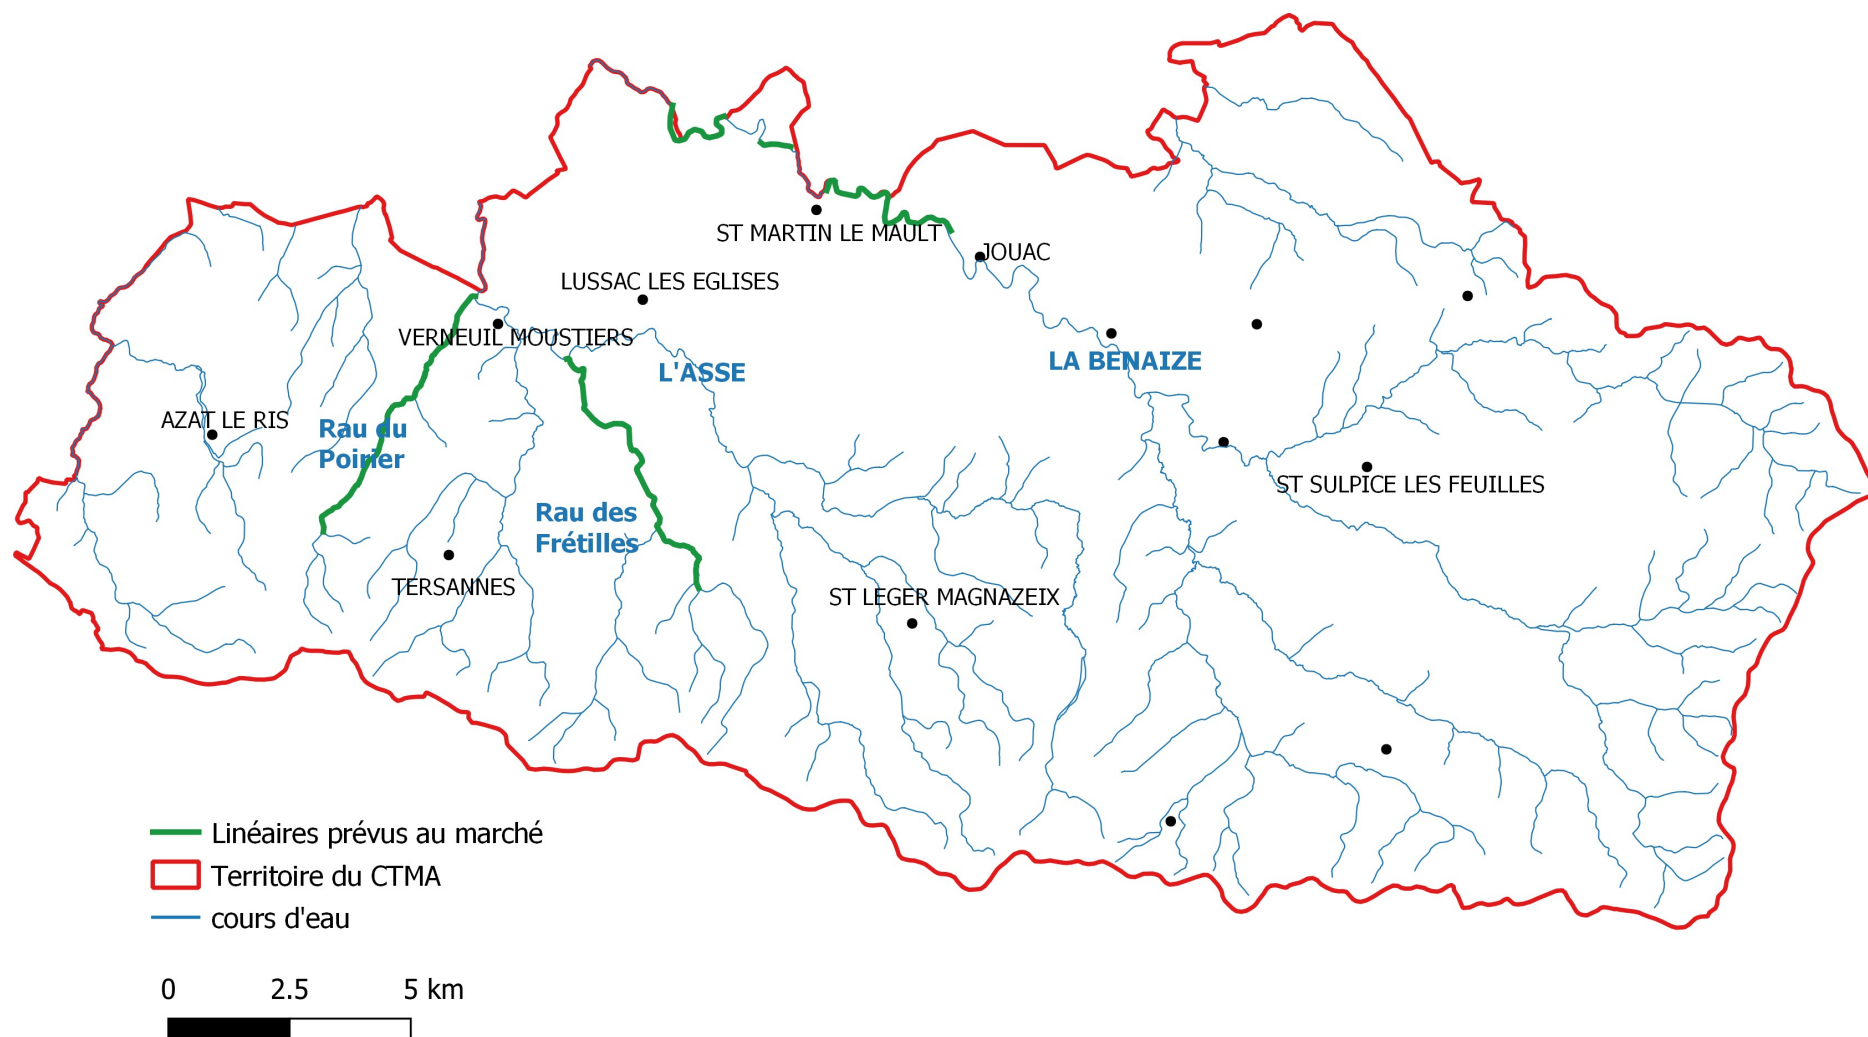 ST MARTIN LE MAULT
JOUAC
LUSSAC LES EGLISES
VERNEUIL MOUSTIERS
L'ASSE
LA BENAIZE
AZAT LE RIS
Rau du
Poirier
ST SULPICE LES FEUILLES
Rau des
Frétilles
TERSANNES
ST LEGER MAGNAZEIX
Linéaires prévus au marché
Territoire du CTMA
cours d'eau
0 2.5 5 km